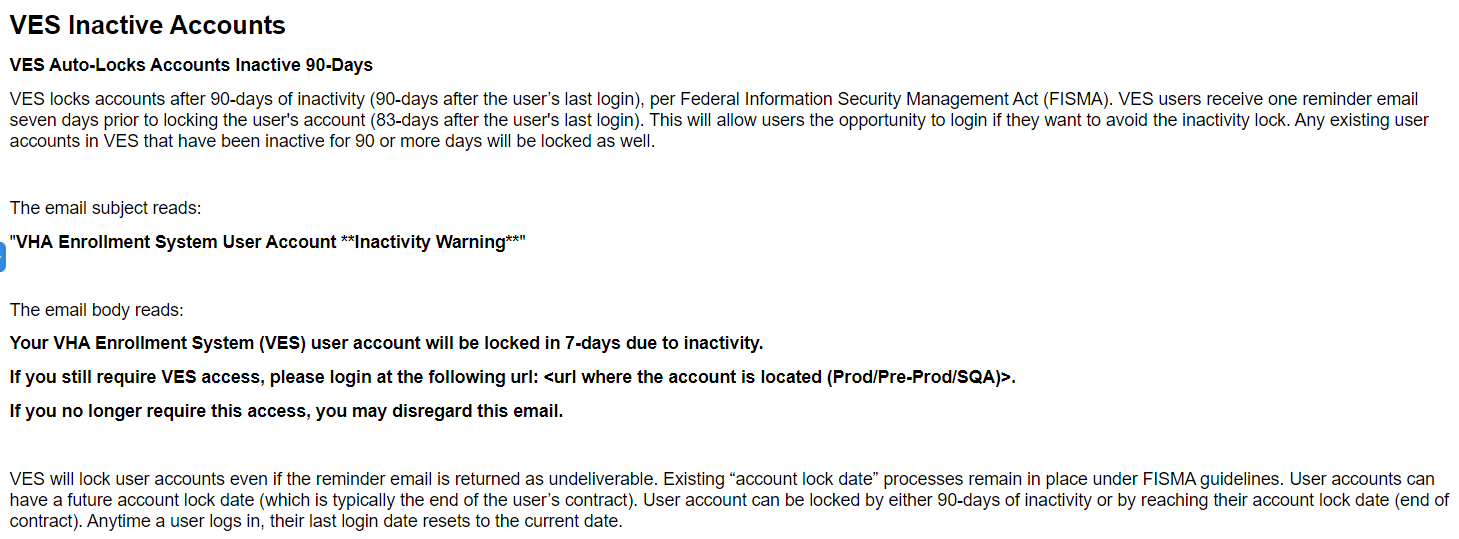 VES Inactive Accounts
VES Auto-Locks Accounts Inactive 90-Days
VES locks accounts after 90-days of inactivity (90-days after the user’s last login), per Federal Information Security Management Act (FISMA). VES users receive one reminder email
seven days prior to locking the user's account (83-days after the user's last login). This will allow users the opportunity to login if they want to avoid the inactivity lock. Any existing user
accounts in VES that have been inactive for 90 or more days will be locked as well.
The email subject reads:
"VHA Enrollment System User Account **Inactivity Warning**"
The email body reads:
Your VHA Enrollment System (VES) user account will be locked in 7-days due to inactivity.
If you still require VES access, please login at the following url: <url where the account is located (Prod/Pre-Prod/SQA)>.
If you no longer require this access, you may disregard this email.
VES will lock user accounts even if the reminder email is returned as undeliverable. Existing “account lock date” processes remain in place under FISMA guidelines. User accounts can
have a future account lock date (which is typically the end of the user’s contract). User account can be locked by either 90-days of inactivity or by reaching their account lock date (end of
contract). Anytime a user logs in, their last login date resets to the current date.